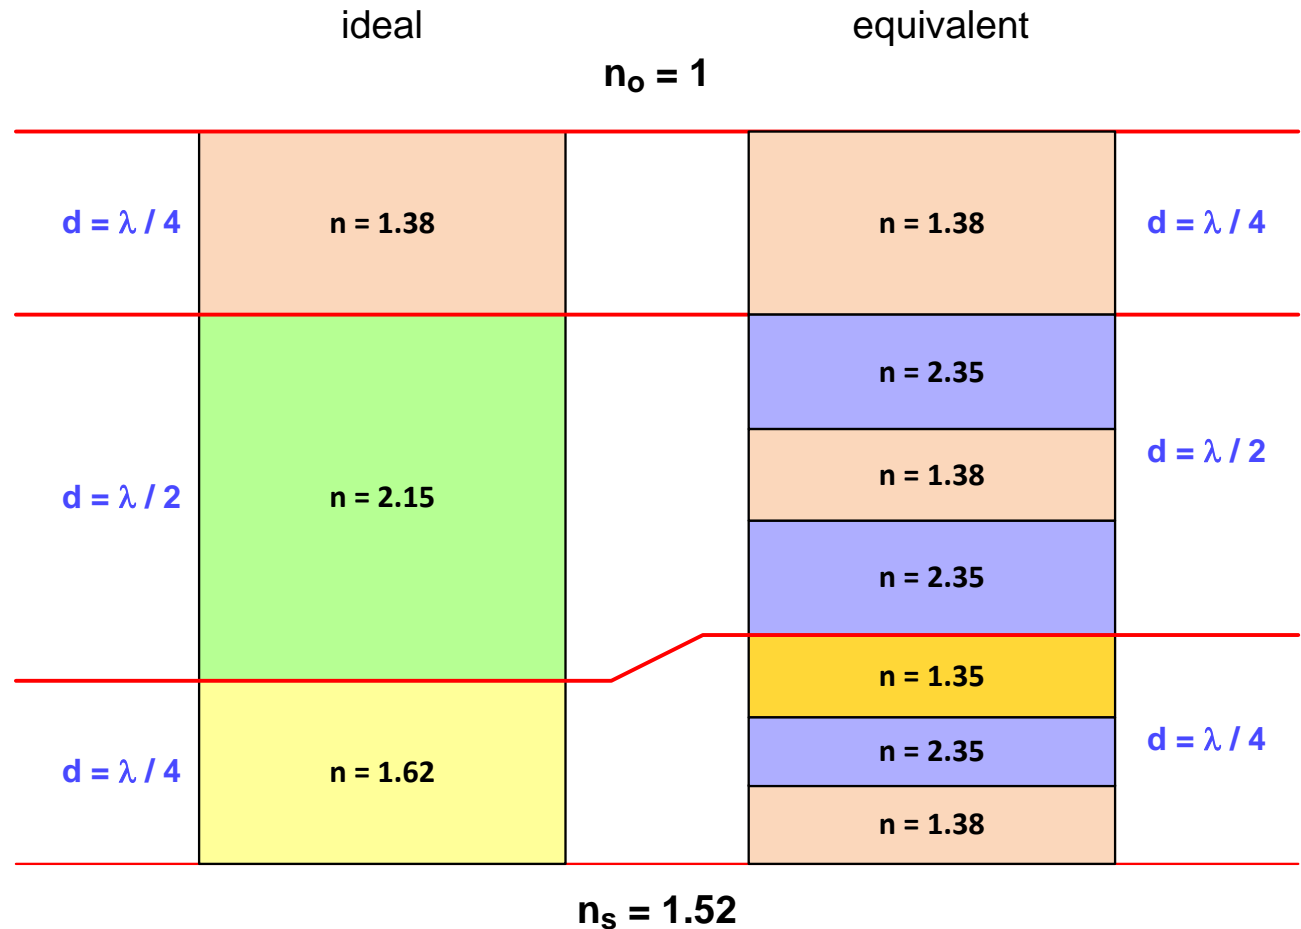 ideal
equivalent
nₒ = 1
d = λ / 4
n = 1.38
n = 1.38
d = λ / 4
n = 2.35
d = λ / 2
n = 1.38
d = λ / 2
n = 2.15
n = 2.35
n = 1.35
n = 2.35
d = λ / 4
d = λ / 4
n = 1.62
n = 1.38
nₛ = 1.52